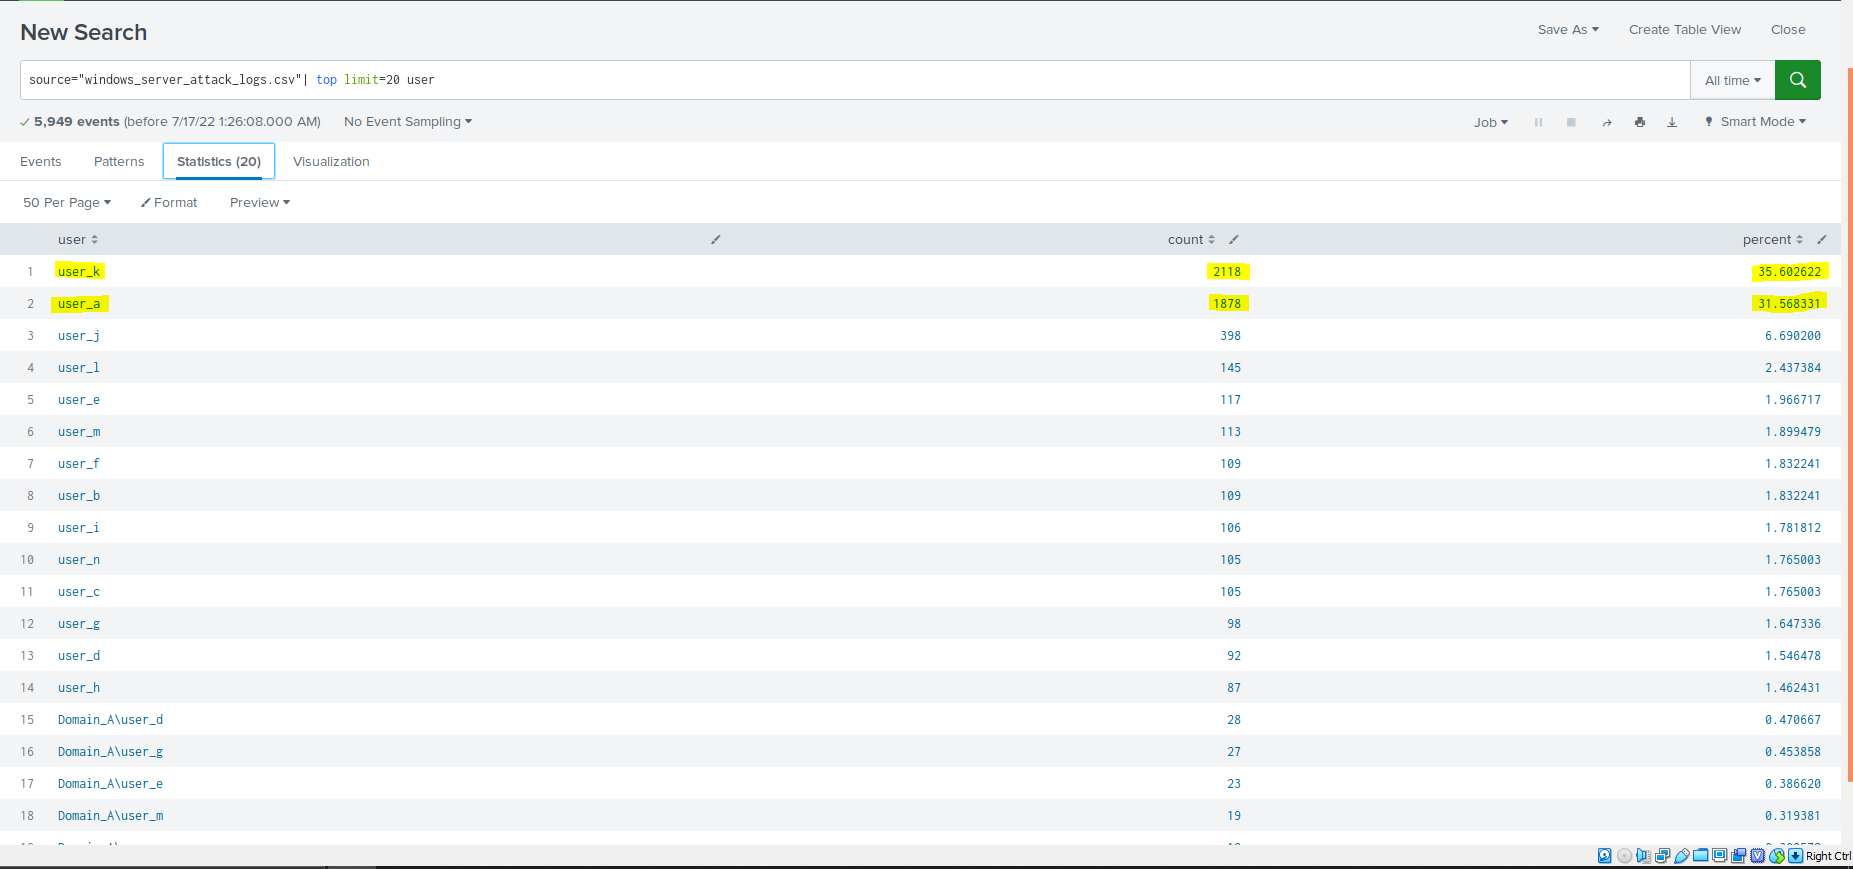 New Search
Save As Create Table View Close
source="windows_server_attack_logs.csv"| top limit=20 user
All time
5,949 events (before 7/17/22 1:26:08.000 AM) No Event Sampling
Job Smart Mode
Events Patterns Statistics (20) Visualization
50 Per Page Format Preview
user count percent
1 user_k 2118 35.602622
2 user_a 1878 31.568331
3 user_j 398 6.690200
4 user_l 145 2.437384
5 user_e 117 1.966717
6 user_m 113 1.899479
7 user_f 109 1.832241
8 user_b 109 1.832241
9 user_i 106 1.781812
10 user_n 105 1.765003
11 user_c 105 1.765003
12 user_g 98 1.647336
13 user_d 92 1.546478
14 user_h 87 1.462431
15 Domain_A\user_d 28 0.470667
16 Domain_A\user_g 27 0.453858
17 Domain_A\user_e 23 0.386620
18 Domain_A\user_m 19 0.319381
Right Ctrl